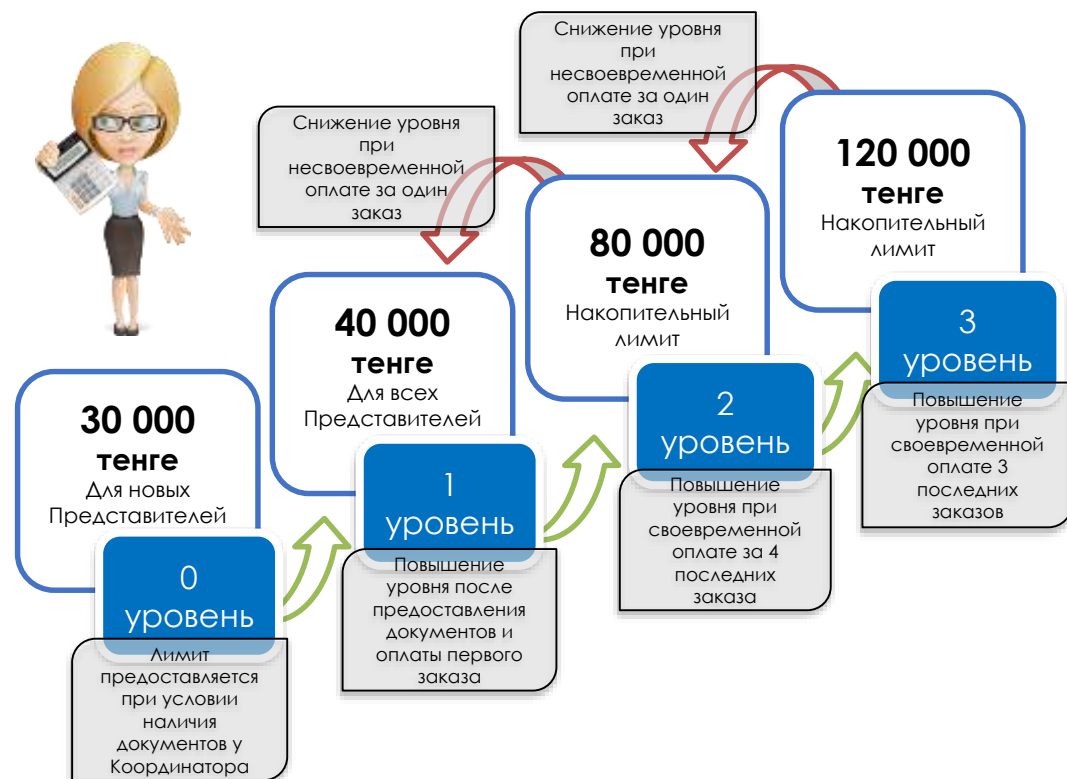 Снижение уровня
при
несвоевременной
оплате за один
заказ
Снижение уровня
при
несвоевременной
оплате за один
заказ
30 000
тенге
Для новых
Представителей
0
уровень
Лимит
предоставляется
при условии
наличия
документов у
Координатора
40 000
тенге
Для всех
Представителей
1
уровень
Повышение
уровня после
предоставления
документов и
оплаты первого
заказа
80 000
тенге
Накопительный
лимит
2
уровень
Повышение
уровня при
своевременной
оплате за 4
последних
заказа
120 000
тенге
Накопительный
лимит
3
уровень
Повышение
уровня при
своевременной
оплате 3
последних
заказов